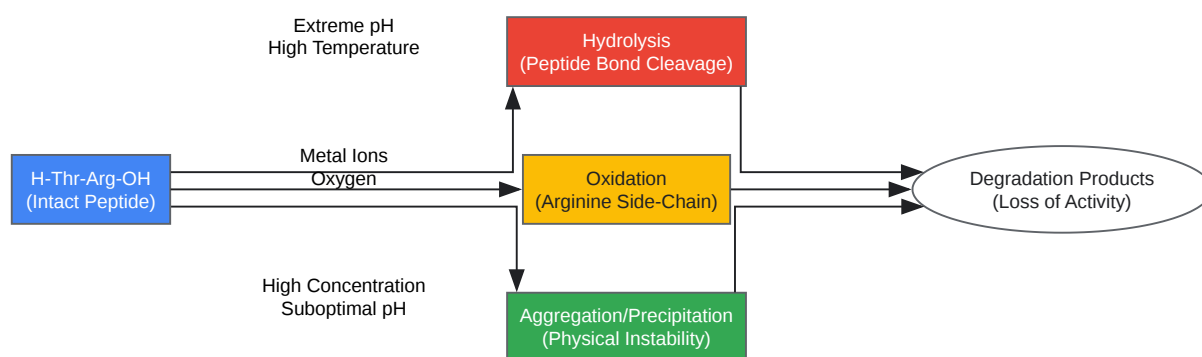 Extreme pH
High Temperature
Hydrolysis
(Peptide Bond Cleavage)
Metal Ions
Oxygen
H-Thr-Arg-OH
(Intact Peptide)
Oxidation
(Arginine Side-Chain)
Degradation Products
(Loss of Activity)
High Concentration
Suboptimal pH
Aggregation/Precipitation
(Physical Instability)